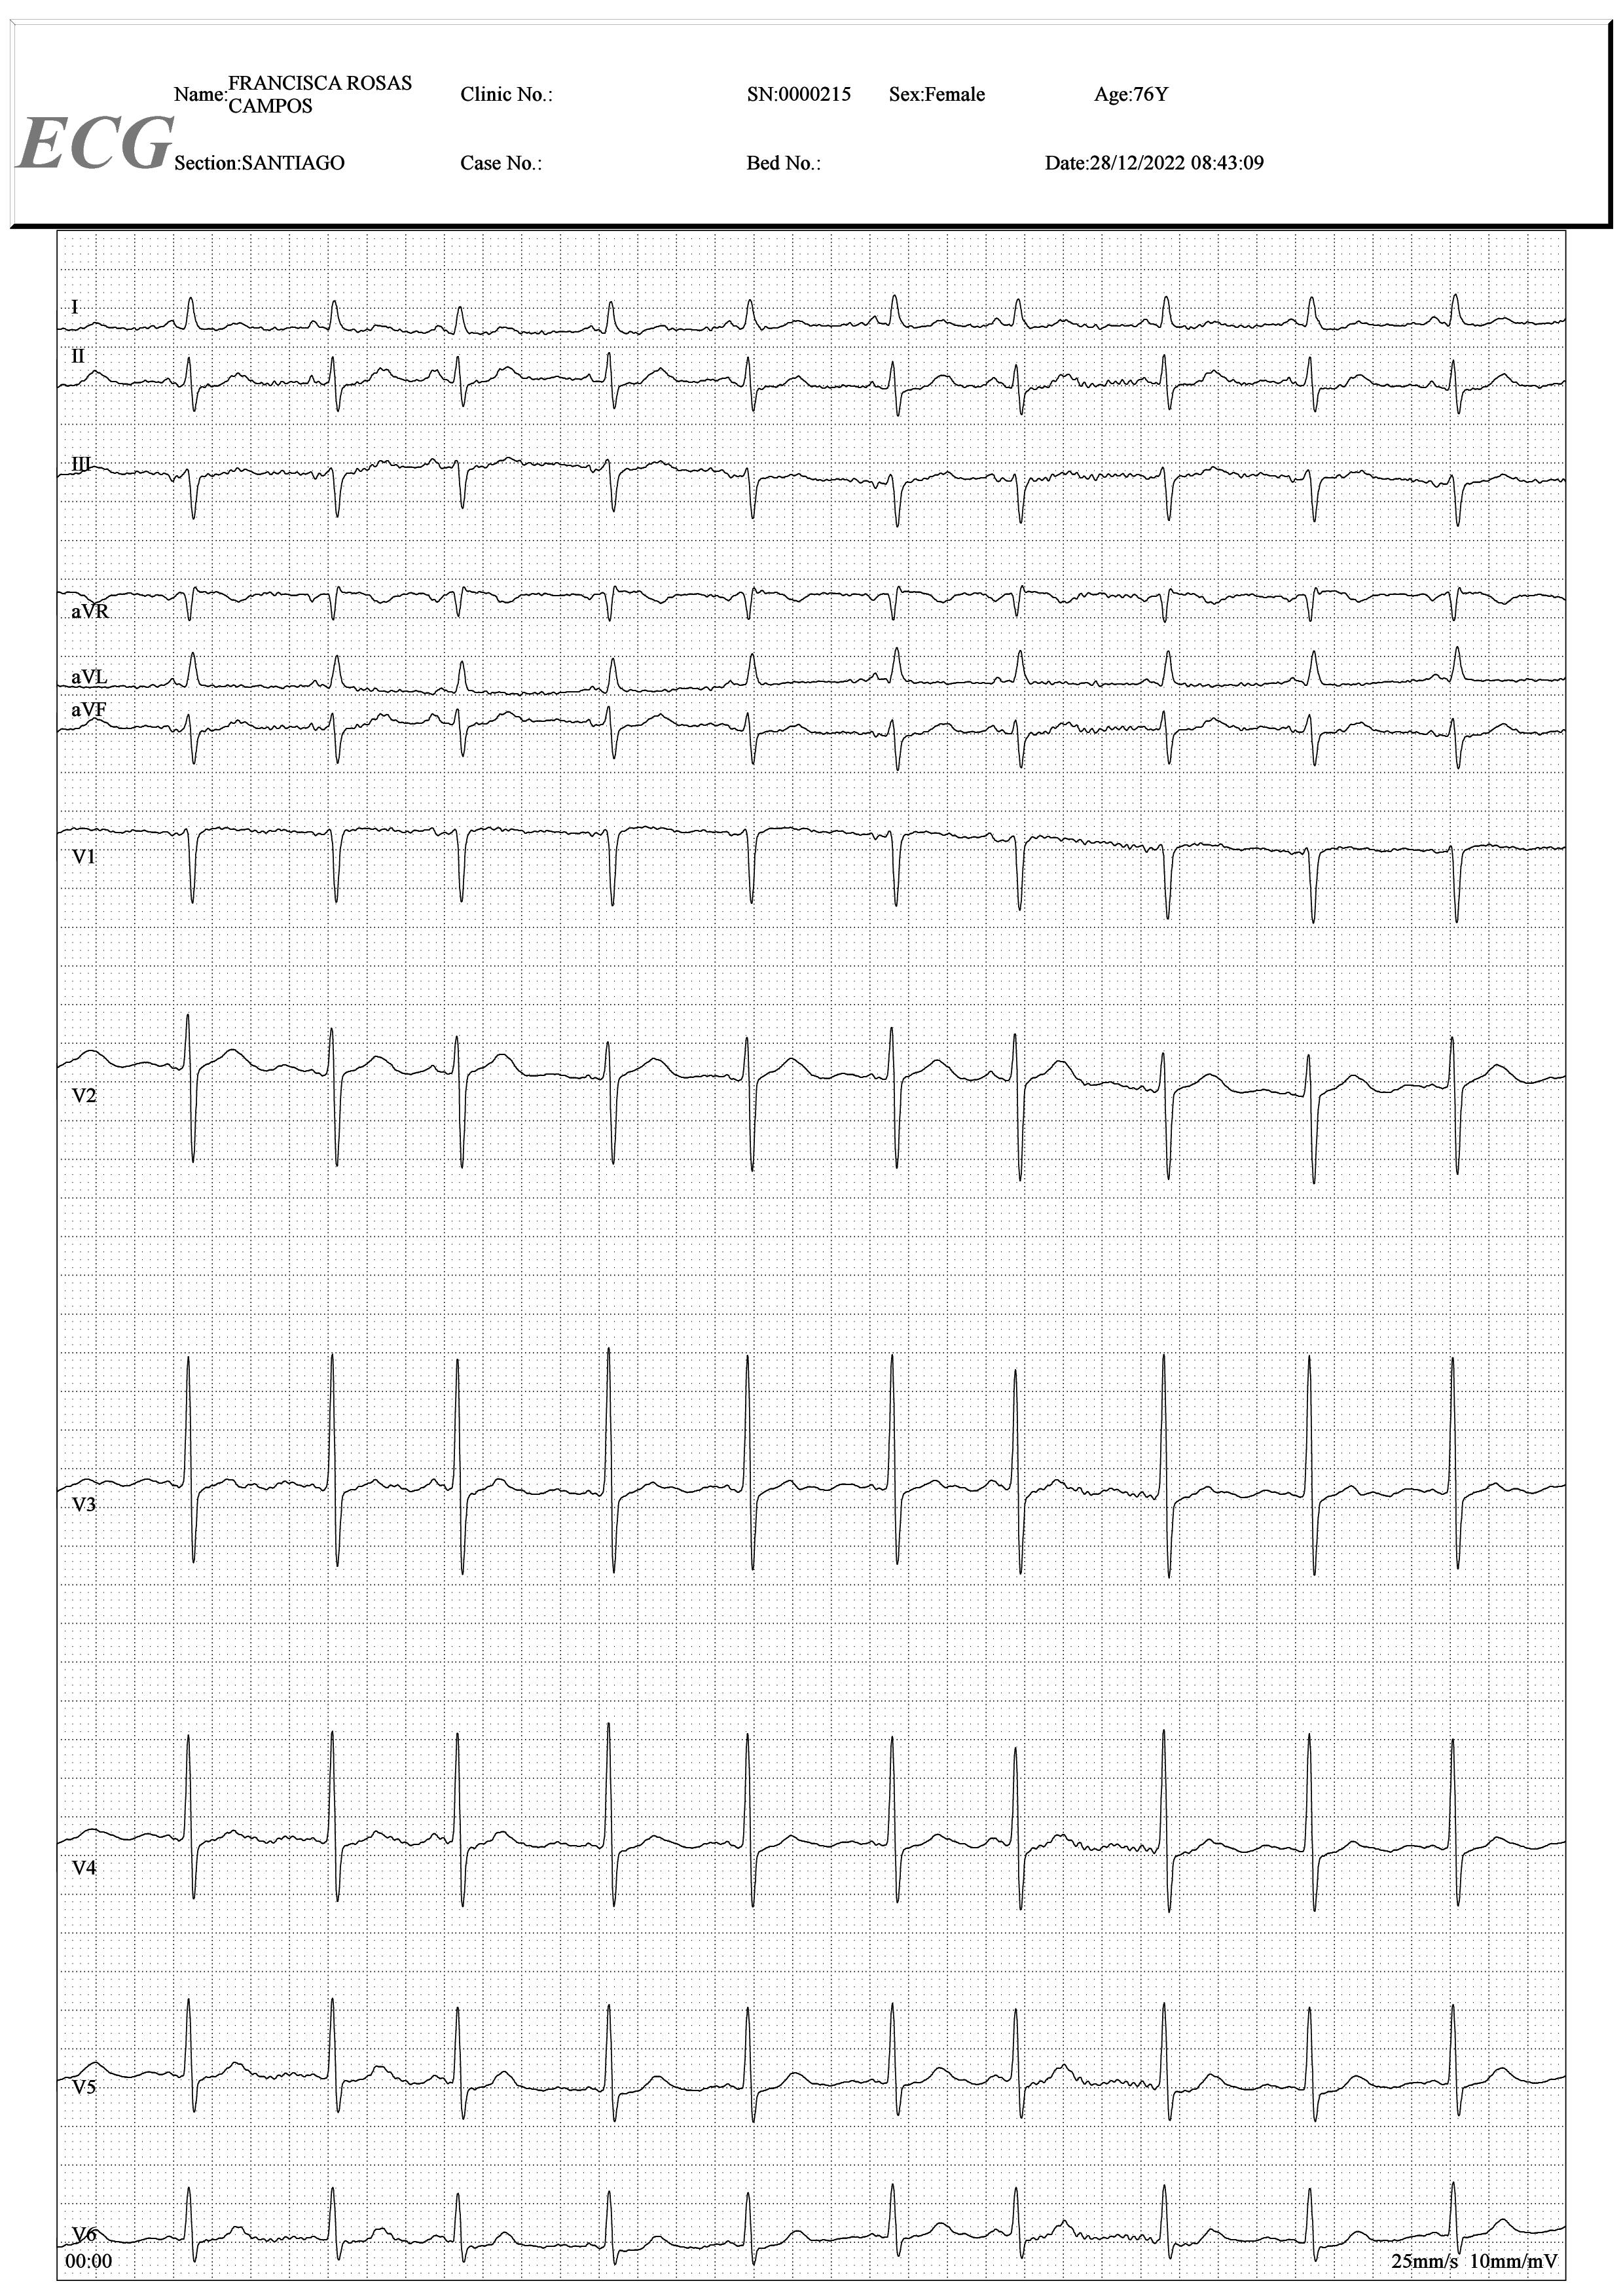 Name:FRANCISCA ROSAS CAMPOS Clinic No.: SN:0000215 Sex:Female Age:76Y
ECG
Section:SANTIAGO Case No.: Bed No.: Date:28/12/2022 08:43:09
I
II
III
aVR
aVL
aVF
V1
V2
V3
V4
V5
V6
00:00 25mm/s 10mm/mV